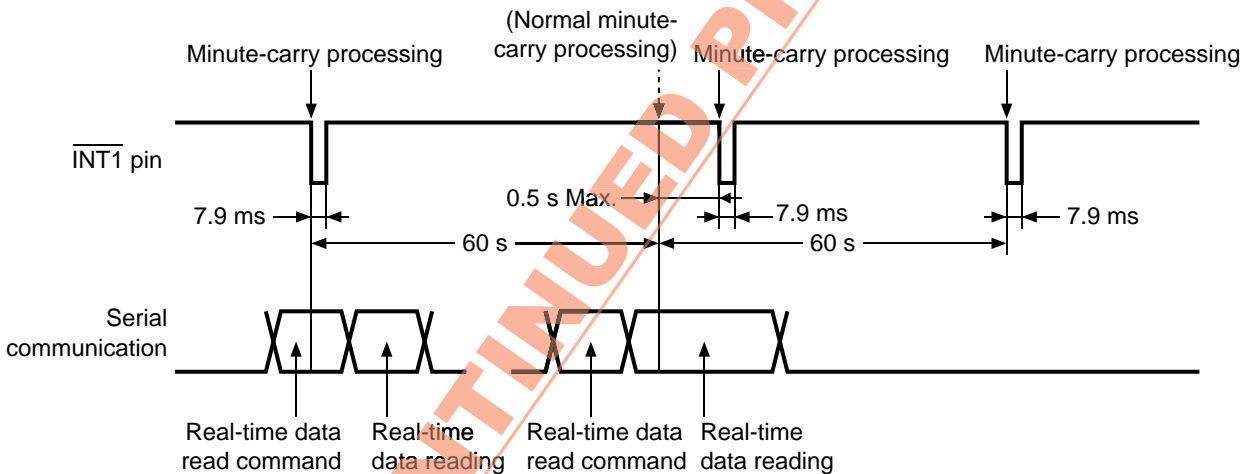 (Normal minute-
carry processing)
Minute-carry processing
Minute-carry processing
Minute-carry processing
INT1 pin
0.5 s Max.
7.9 ms
7.9 ms
7.9 ms
60 s
60 s
Serial
communication
Real-time data
read command
Real-time
data reading
Real-time data
read command
Real-time
data reading
TINUED P